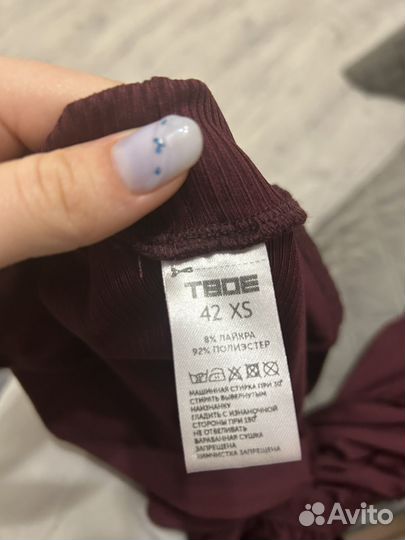 ТВОЕ
42 XS
8% ЛАЙКРА
92% ПОЛИЭСТЕР
МАШИННАЯ СТИРКА ПРИ 30°
СТИРАТЬ ВЫВЕРНУТЫМ
НАИЗНАНКУ
ГЛАДИТЬ С ИЗНАНОЧНОЙ
СТОРОНЫ ПРИ 150°
НЕ ОТБЕЛИВАТЬ
БАРАБАННАЯ СУШКА
ЗАПРЕЩЕНА
ХИМЧИСТКА ЗАПРЕЩЕНА
Avito